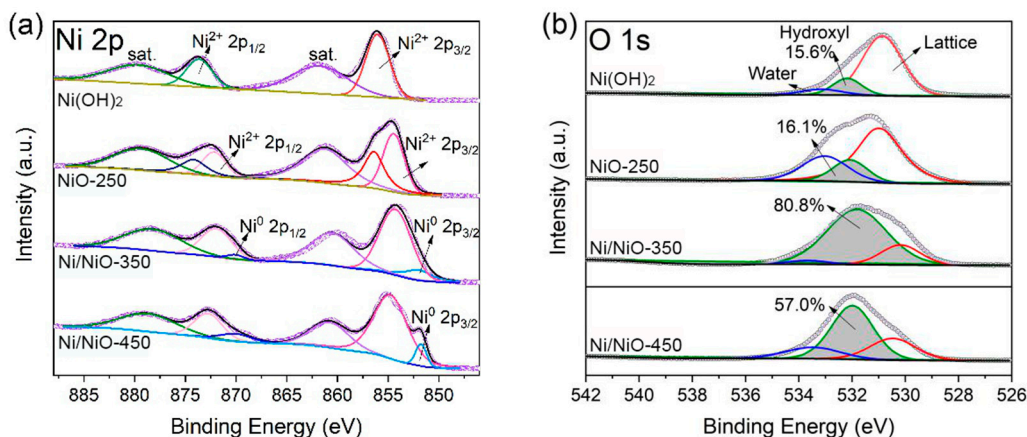 (a)
Ni 2p
sat.
Ni²⁺ 2p₁/₂
sat.
Ni²⁺ 2p₃/₂
Ni(OH)₂
Ni²⁺ 2p₁/₂
Ni²⁺
2p₃/₂
NiO-250
Ni⁰ 2p₁/₂
Ni⁰
2p₃/₂
Ni/NiO-350
Ni⁰ 2p₃/₂
Ni/NiO-450
Intensity (a.u.)
885 880 875 870 865 860 855 850
Binding Energy (eV)
(b)
O 1s
Hydroxyl
15.6%
Lattice
Water
Ni(OH)₂
16.1%
NiO-250
80.8%
Ni/NiO-350
57.0%
Ni/NiO-450
Intensity (a.u.)
542 540 538 536 534 532 530 528 526
Binding Energy (eV)